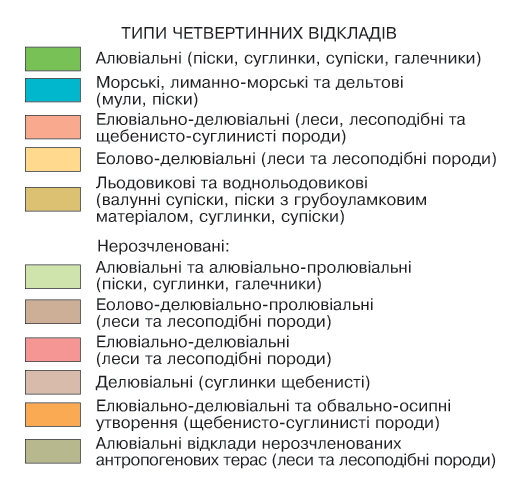 ТИПИ ЧЕТВЕРТИННИХ ВІДКЛАДІВ
Алювіальні (піски, суглинки, супіски, галечники)
Морські, лиманно-морські та дельтові
(мули, піски)
Елювіально-делювіальні (леси, лесоподібні та
щебенисто-суглинисті породи)
Еолово-делювіальні (леси та лесоподібні породи)
Льодовикові та воднольодовикові
(валунні супіски, піски з грубоуламковим
матеріалом, суглинки, супіски)
Нерозчленовані:
Алювіальні та алювіально-пролювіальні
(піски, суглинки, галечники)
Еолово-делювіально-пролювіальні
(леси та лесоподібні породи)
Елювіально-делювіальні
(леси та лесоподібні породи)
Делювіальні (суглинки щебенисті)
Елювіально-делювіальні та обвально-осипні
утворення (щебенисто-суглинисті породи)
Алювіальні відклади нерозчленованих
антропогенових терас (леси та лесоподібні породи)